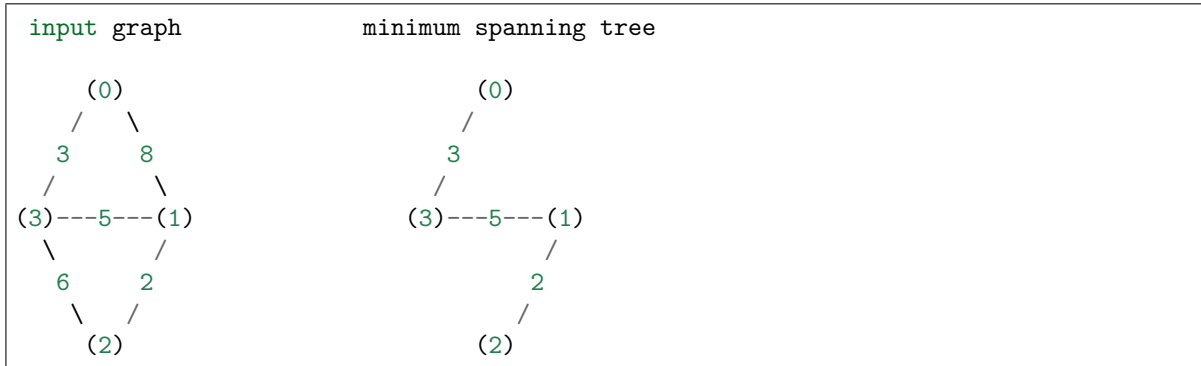 input graph             minimum spanning tree

     (0)                         (0)
    /   \                       /
   3     8                     3
  /       \                   /
(3)---5---(1)               (3)---5---(1)
  \       /                           /
   6     2                           2
    \   /                           /
     (2)                         (2)